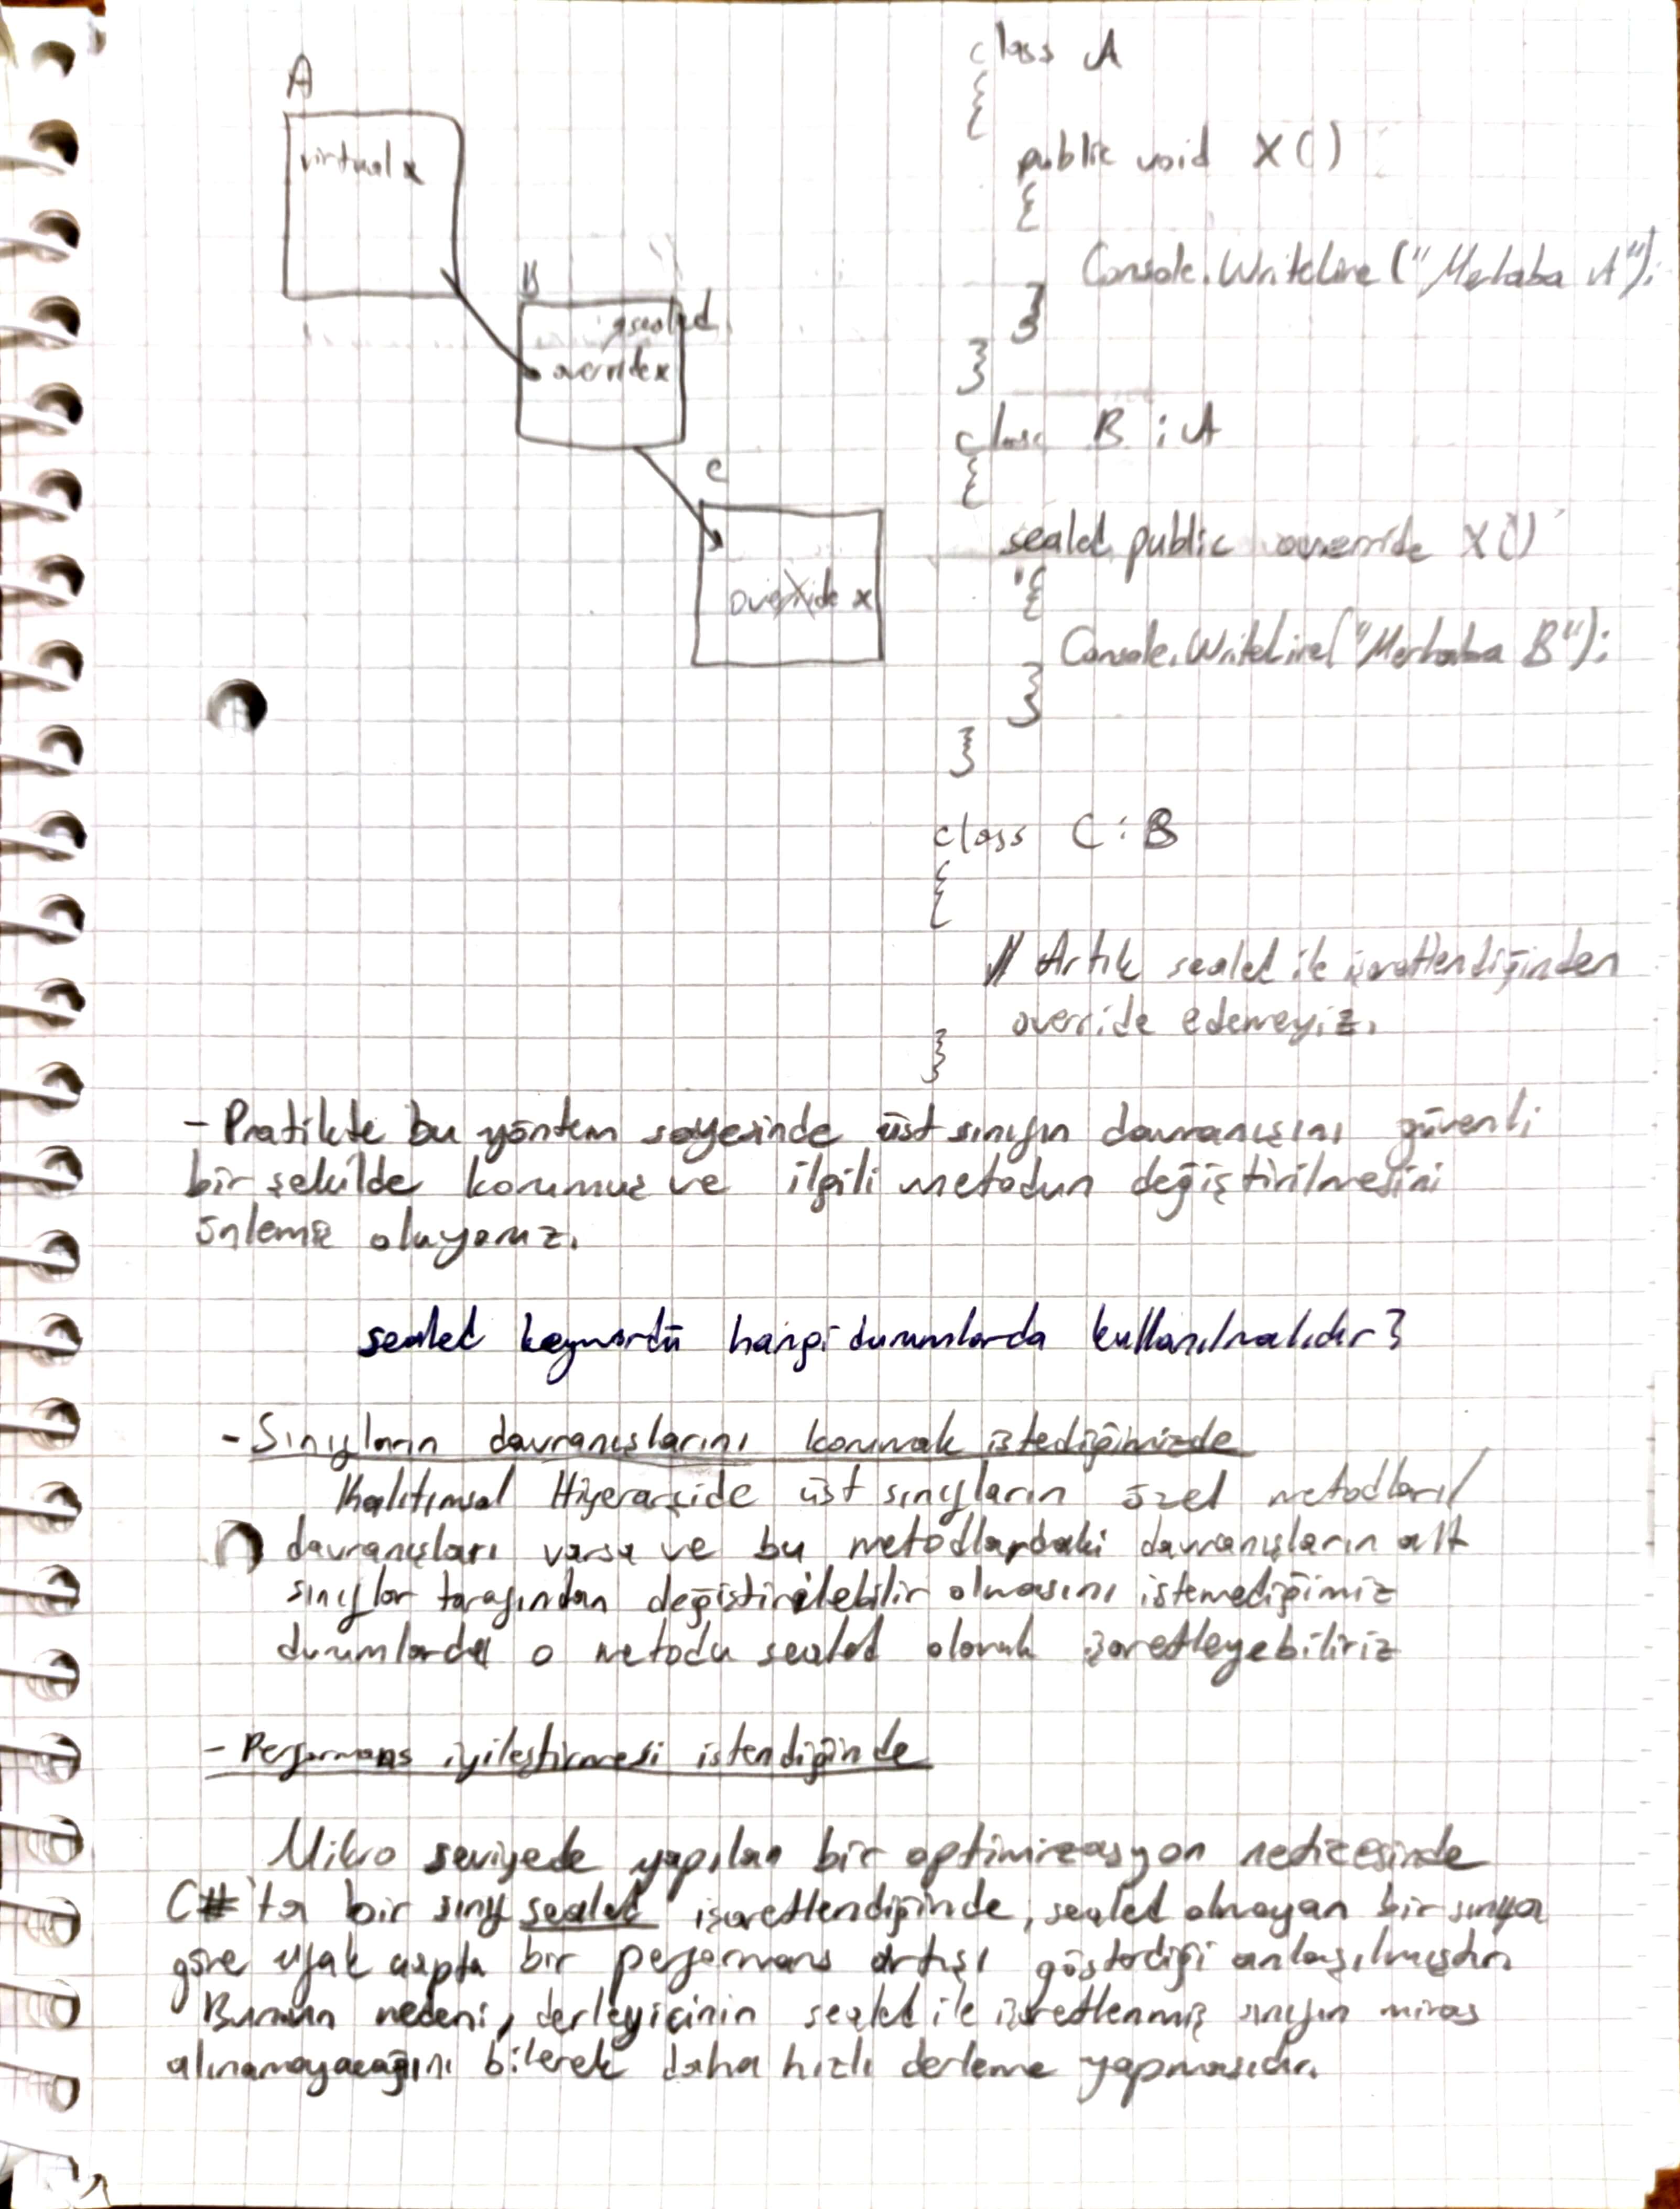 A
virtual x
B
sealed
override x
C
override x
class A
{
public void X()
{
Console.WriteLine("Merhaba A");
}
}
class B : A
{
sealed public override X()
{
Console.WriteLine("Merhaba B");
}
}
class C : B
{
// Artık sealed ile işaretlendiğinden
override edemeyiz.
}
- Pratikte bu yöntem sayesinde üst sınıfın davranışını güvenli
bir şekilde korumuş ve ilgili metodun değiştirilmesini
önlemiş oluyoruz.
sealed keywordü hangi durumlarda kullanılmalıdır?
- Sınıfların davranışlarını korumak istediğimizde
Kalıtımsal Hiyerarşide üst sınıfların özel metodları/
davranışları varsa ve bu metodlardaki davranışların alt
sınıflar tarafından değiştirilebilir olmasını istemediğimiz
durumlarda o metodu sealed olarak işaretleyebiliriz
- Performans iyileştirmesi istendiğinde
Mikro seviyede yapılan bir optimizasyon neticesinde
C#'ta bir sınıf sealed işaretlendiğinde, sealed olmayan bir sınıfa
göre ufak çapta bir performans artışı gösterdiği anlaşılmıştır.
Bunun nedeni, derleyicinin sealed ile işaretlenmiş sınıfın miras
alınamayacağını bilerek daha hızlı derleme yapmasıdır.